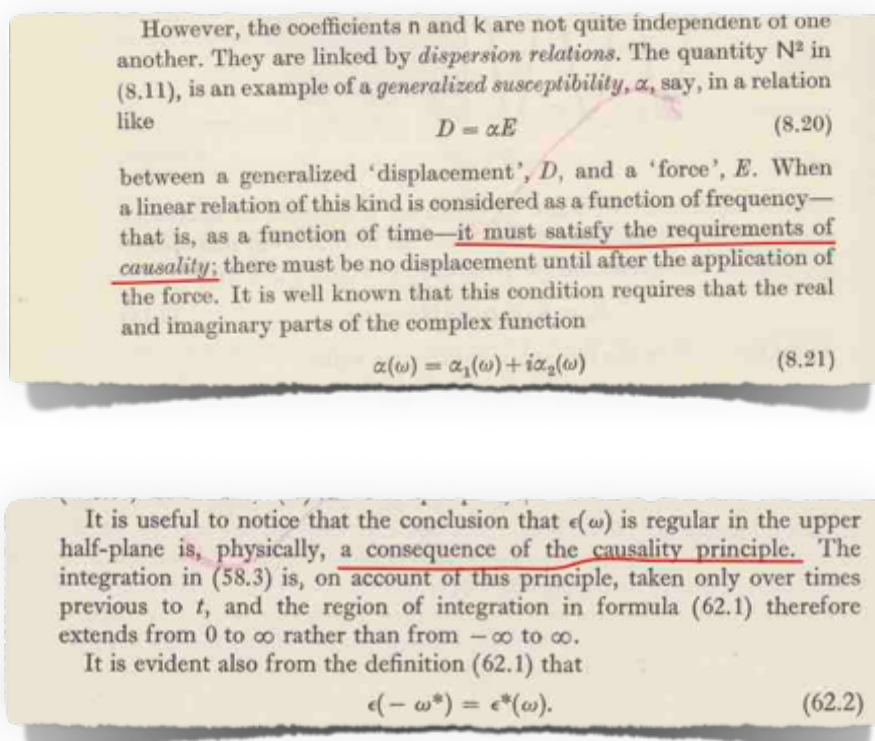 However, the coefficients n and k are not quite independent of one
another. They are linked by dispersion relations. The quantity N² in
(8.11), is an example of a generalized susceptibility, α, say, in a relation
like
D = αE (8.20)
between a generalized ‘displacement’, D, and a ‘force’, E. When
a linear relation of this kind is considered as a function of frequency—
that is, as a function of time—it must satisfy the requirements of
causality; there must be no displacement until after the application of
the force. It is well known that this condition requires that the real
and imaginary parts of the complex function
α(ω) = α₁(ω)+iα₂(ω) (8.21)
It is useful to notice that the conclusion that ϵ(ω) is regular in the upper
half-plane is, physically, a consequence of the causality principle. The
integration in (58.3) is, on account of this principle, taken only over times
previous to t, and the region of integration in formula (62.1) therefore
extends from 0 to ∞ rather than from −∞ to ∞.
It is evident also from the definition (62.1) that
ϵ(− ω*) = ϵ*(ω). (62.2)